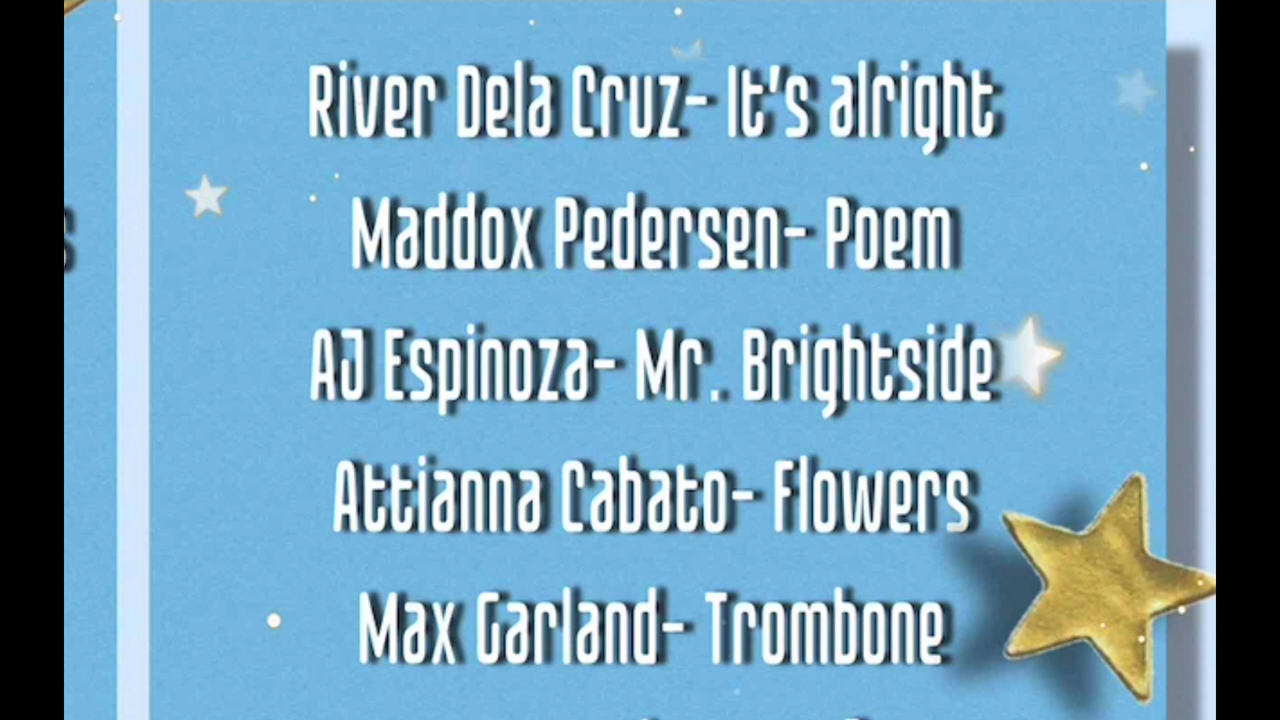 River Dela Cruz- It's alright
Maddox Pedersen- Poem
AJ Espinoza- Mr. Brightside
Attianna Cabato- Flowers
Max Garland- Trombone